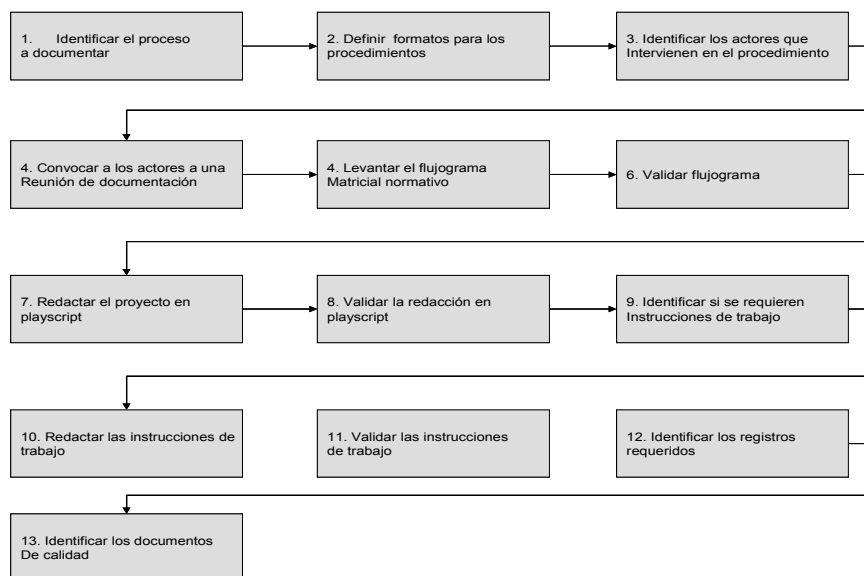 1. Identificar el proceso
a documentar
2. Definir formatos para los
procedimientos
3. Identificar los actores que
Intervienen en el procedimiento
4. Convocar a los actores a una
Reunión de documentación
4. Levantar el flujograma
Matricial normativo
6. Validar flujograma
7. Redactar el proyecto en
playscript
8. Validar la redacción en
playscript
9. Identificar si se requieren
Instrucciones de trabajo
10. Redactar las instrucciones de
trabajo
11. Validar las instrucciones
de trabajo
12. Identificar los registros
requeridos
13. Identificar los documentos
De calidad